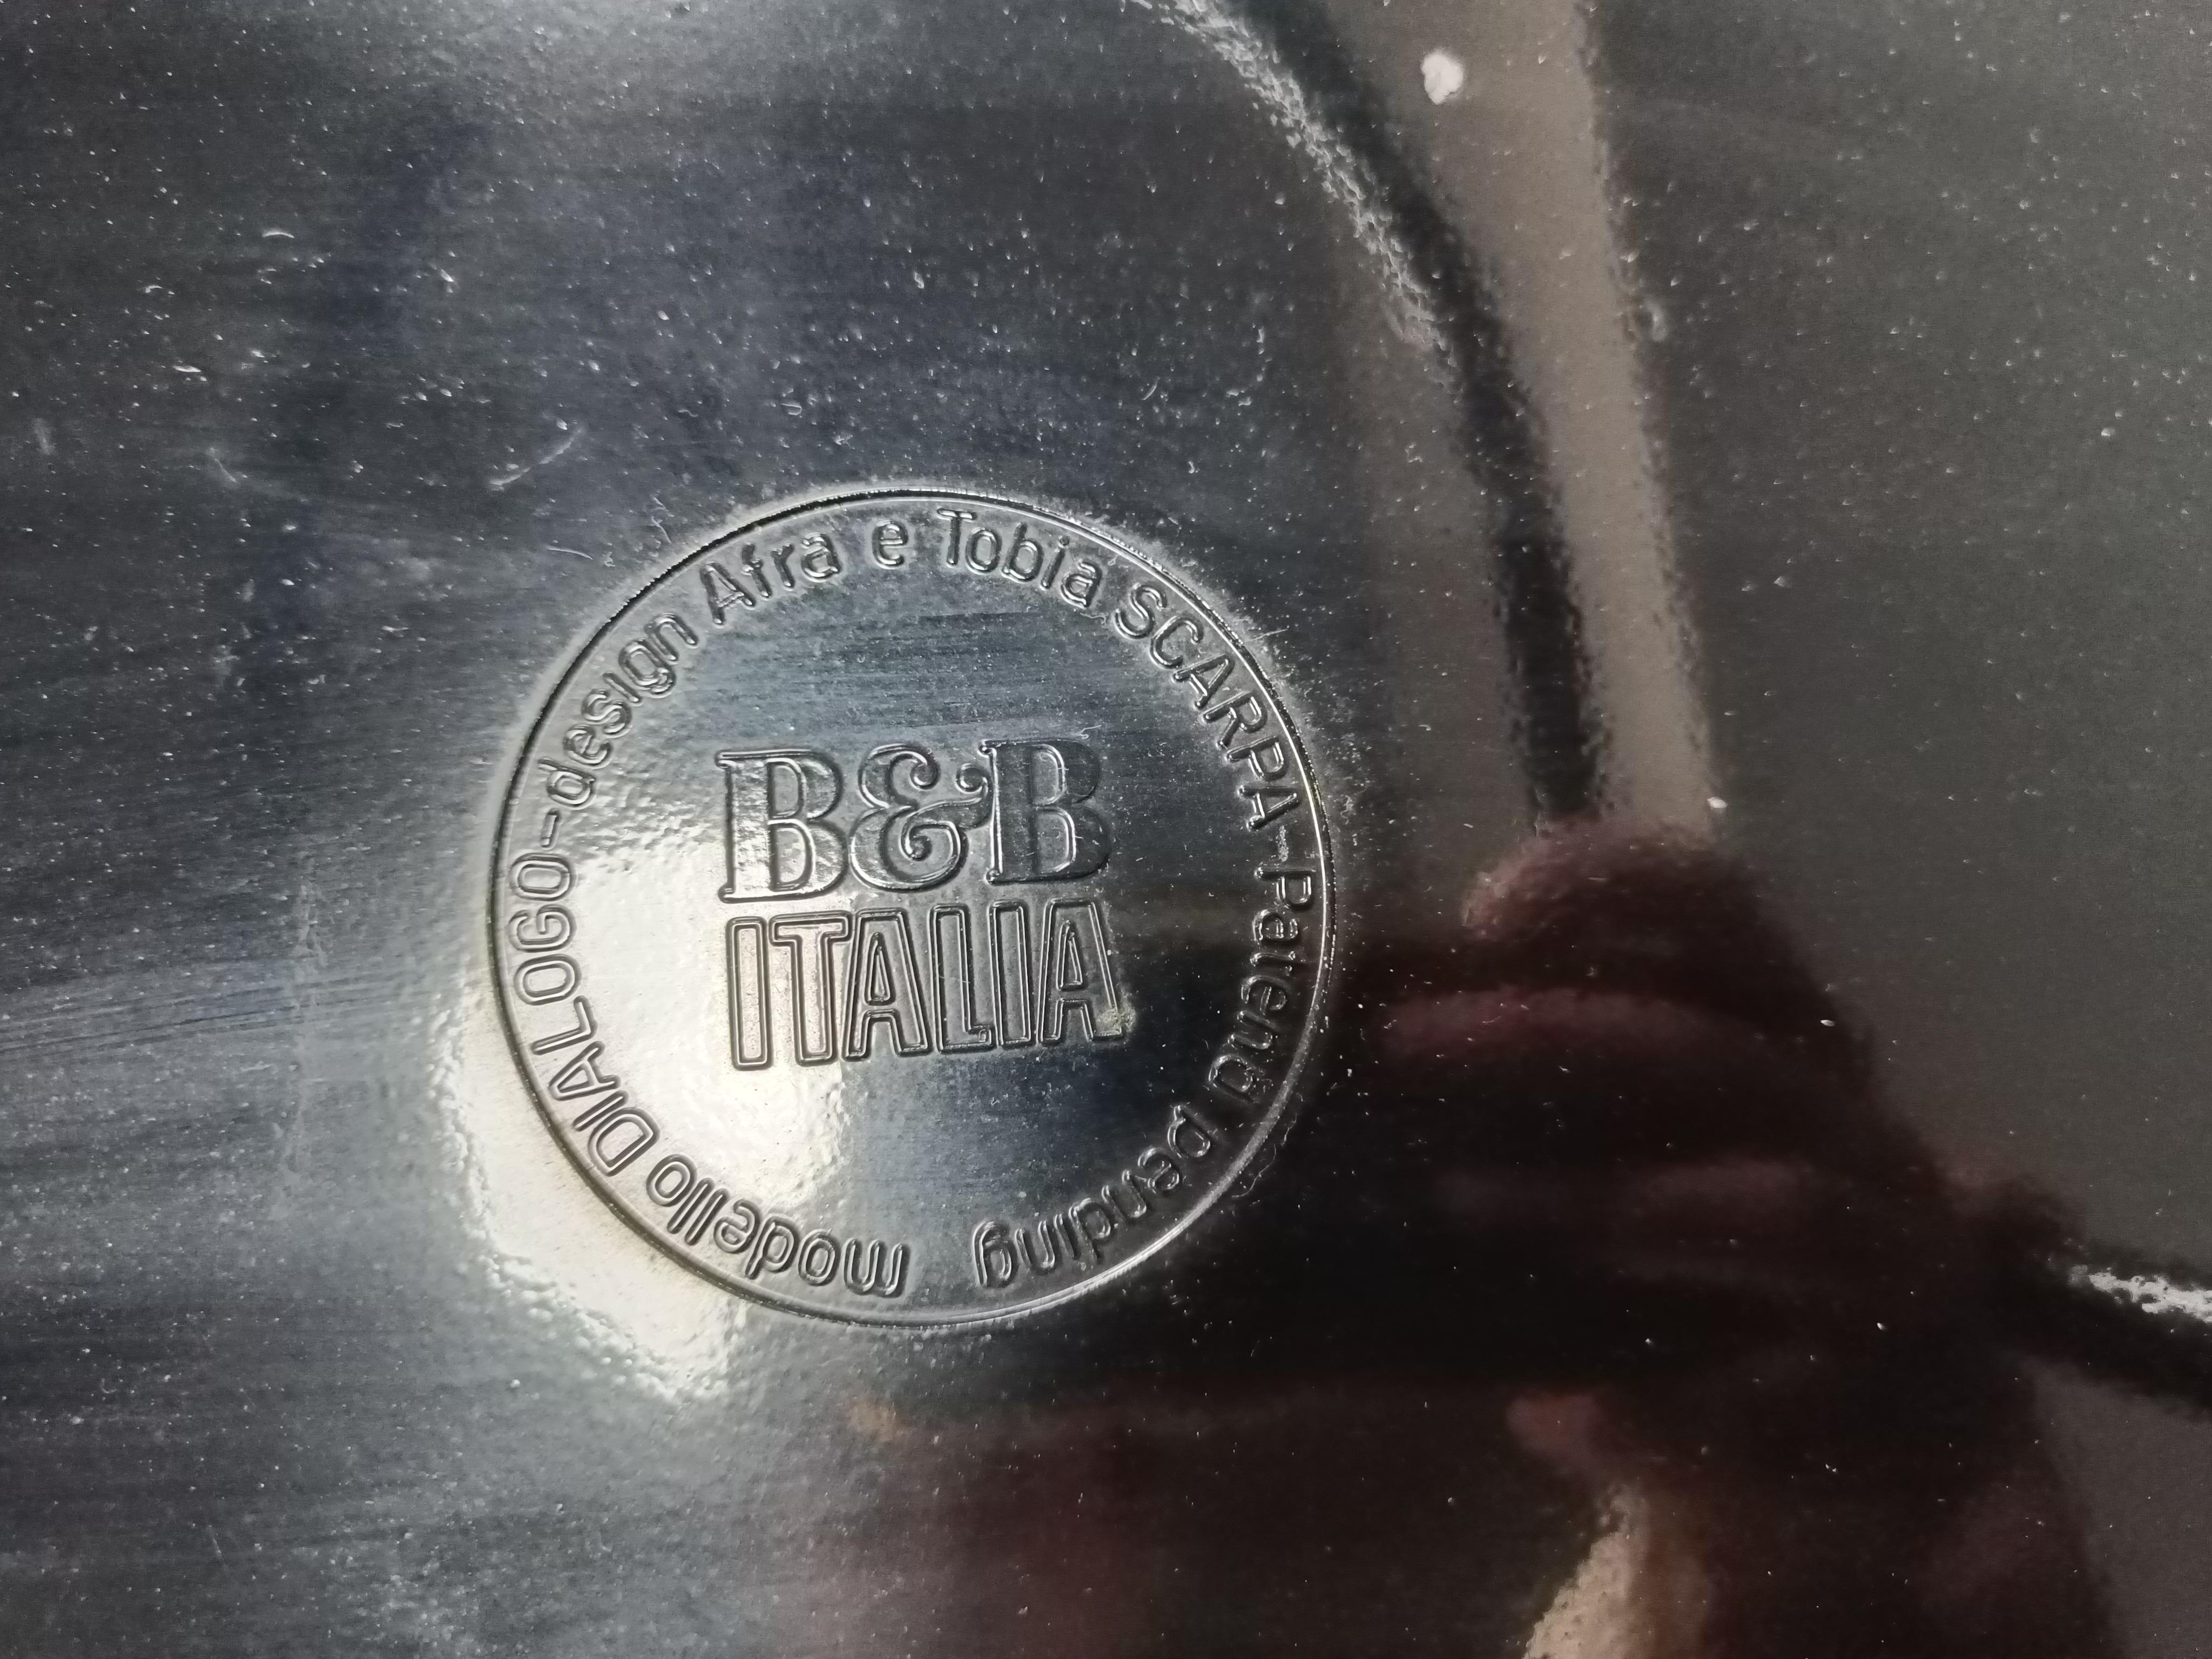 modello DIALOGO-design Afra e Tobia SCARPA-Patent pending
B&B
ITALIA